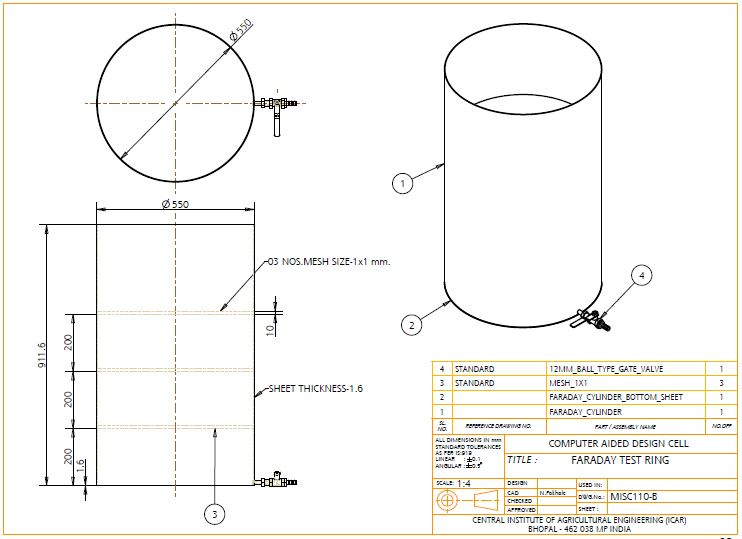 Ø550
Ø550
03 NOS.MESH SIZE-1x1 mm.
10
911.6
200
200
200
1.6
SHEET THICKNESS-1.6
3
1
2
4
4 STANDARD 12MM_BALL_TYPE_GATE_VALVE 1
3 STANDARD MESH_1X1 3
2 FARADAY_CYLINDER_BOTTOM_SHEET 1
1 FARADAY_CYLINDER 1
SL. NO. REFERENCE DRAWING NO. PART / ASSEMBLY NAME NO.OFF
ALL DIMENSIONS IN mm
STANDARD TOLERANCES
AS PER IS:919
LINEAR : ±0.1
ANGULAR : ±0.5°
COMPUTER AIDED DESIGN CELL
TITLE : FARADAY TEST RING
SCALE: 1:4
DESIGN
CAD
CHECKED
APPROVED
USED IN:
DWG.No.: MISC110-B
SHEET :
CENTRAL INSTITUTE OF AGRICULTURAL ENGINEERING (ICAR)
BHOPAL - 462 038 MP INDIA